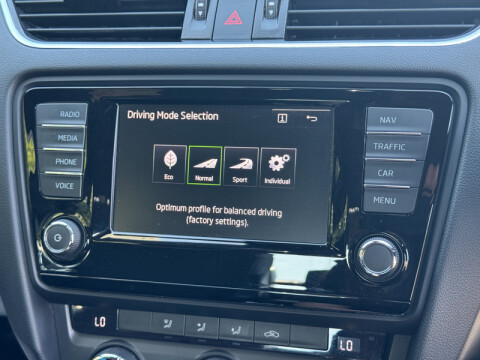 RADIO
MEDIA
PHONE
VOICE
Driving Mode Selection
Eco
Normal
Sport
Individual
Optimum profile for balanced driving
(factory settings).
NAV
TRAFFIC
CAR
MENU
LO
LO